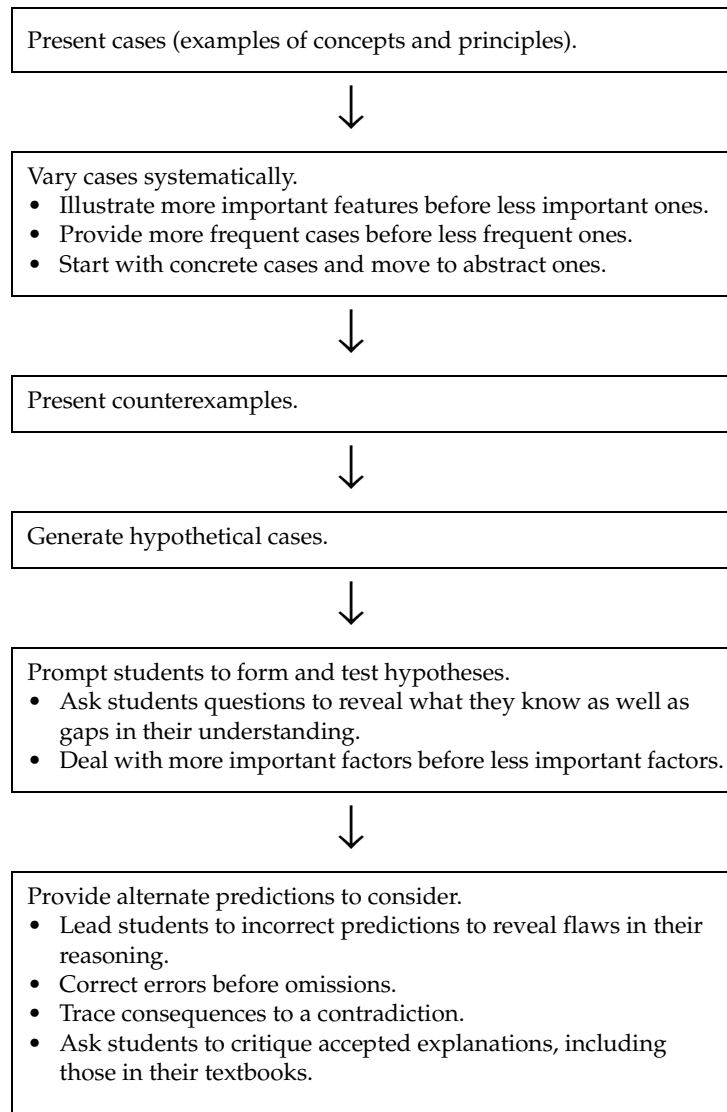 Present cases (examples of concepts and principles).
Vary cases systematically.
• Illustrate more important features before less important ones.
• Provide more frequent cases before less frequent ones.
• Start with concrete cases and move to abstract ones.
Present counterexamples.
Generate hypothetical cases.
Prompt students to form and test hypotheses.
• Ask students questions to reveal what they know as well as
gaps in their understanding.
• Deal with more important factors before less important factors.
Provide alternate predictions to consider.
• Lead students to incorrect predictions to reveal flaws in their
reasoning.
• Correct errors before omissions.
• Trace consequences to a contradiction.
• Ask students to critique accepted explanations, including
those in their textbooks.